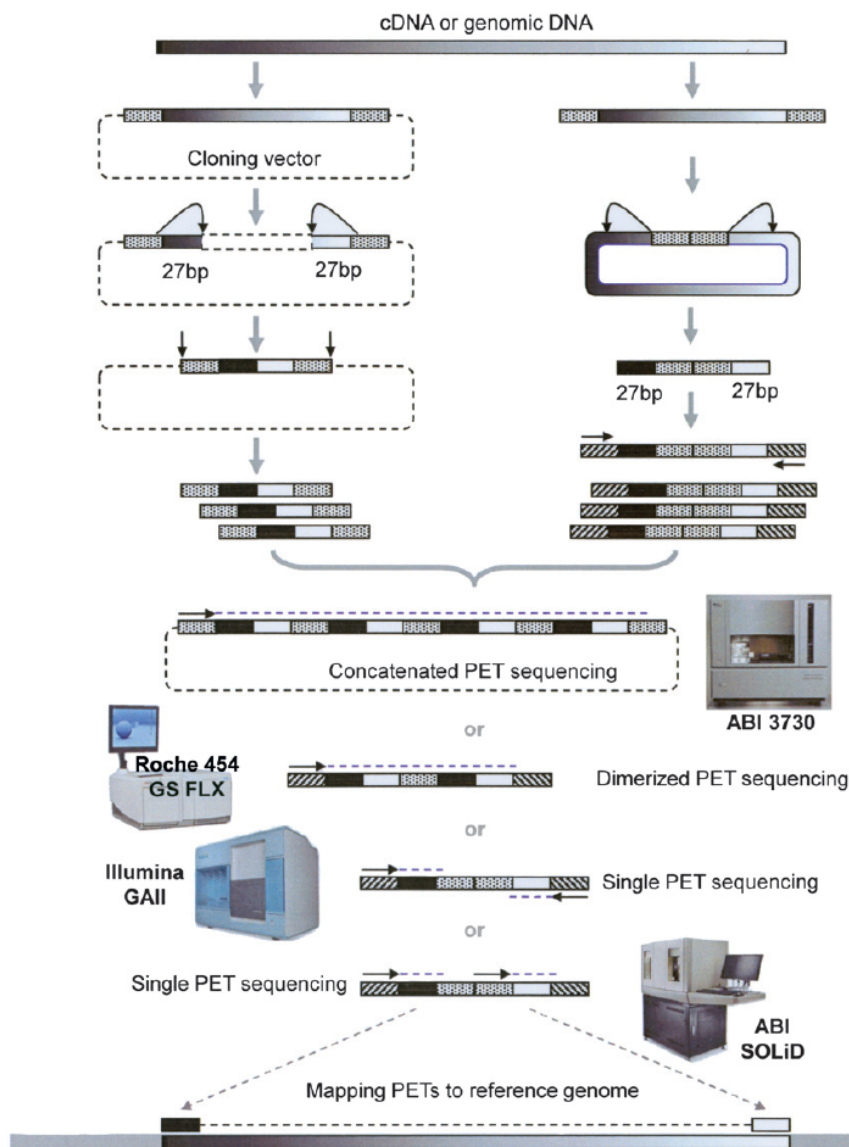 cDNA or genomic DNA
Cloning vector
27bp 27bp
27bp 27bp
Concatenated PET sequencing
ABI 3730
or
Roche 454
GS FLX
Dimerized PET sequencing
or
Illumina
GAII
Single PET sequencing
or
Single PET sequencing
ABI
SOLiD
Mapping PETs to reference genome